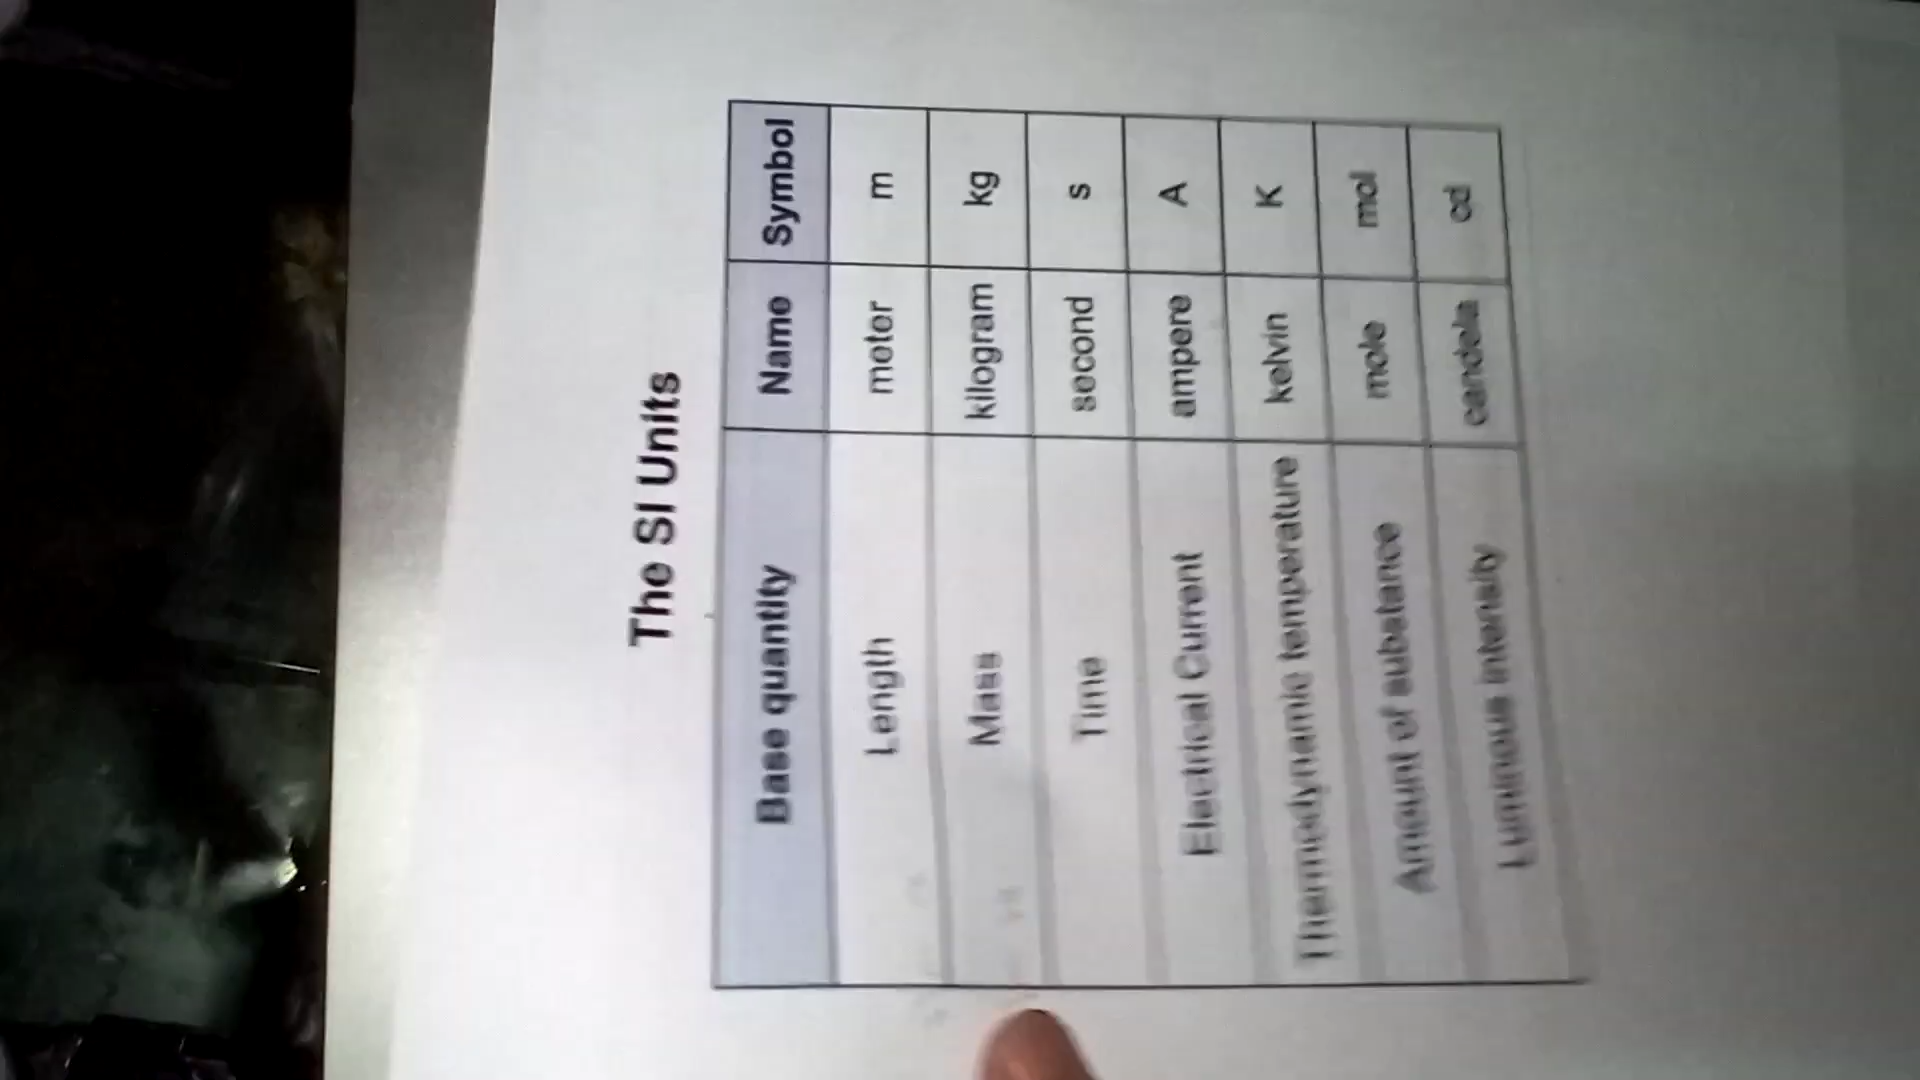 The SI Units
Base quantity Name Symbol
Length meter m
Mass kilogram kg
Time second s
Electrical Current ampere A
Thermodynamic temperature kelvin K
Amount of substance mole mol
Luminous intensity candela cd